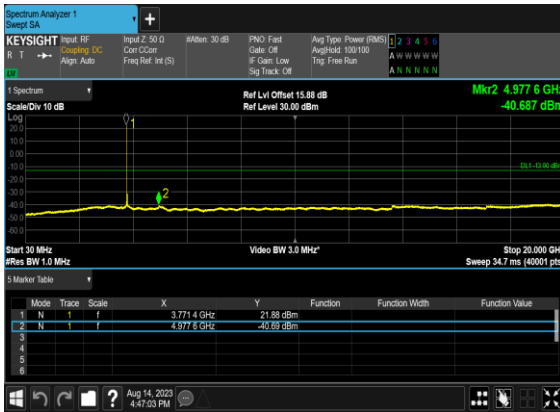 Spectrum Analyzer 1
Swept SA
KEYSIGHT Input: RF Input Z: 50 Ω #Atten: 30 dB PNO: Fast Avg Type: Power (RMS) 1 2 3 4 5 6
R T Coupling: DC Corr CCorr Gate: Off Avg|Hold: 100/100 A W W W W W
Align: Auto Freq Ref: Int (S) IF Gain: Low Trig: Free Run
Sig Track: Off A N N N N N
1 Spectrum
Ref Lvl Offset 15.88 dB Mkr2 4.977 6 GHz
Scale/Div 10 dB Ref Level 30.00 dBm -40.687 dBm
Log
20.0
10.0
0.00
-10.0
-20.0
-30.0
-40.0
-50.0
-60.0
1
2
DL1 -13.00 dBm
Start 30 MHz Video BW 3.0 MHz* Stop 20.000 GHz
#Res BW 1.0 MHz Sweep 34.7 ms (40001 pts)
5 Marker Table
Mode Trace Scale X Y Function Function Width Function Value
1 N 1 f 3.771 4 GHz 21.88 dBm
2 N 1 f 4.977 6 GHz -40.69 dBm
3
4
5
6
Aug 14, 2023
4:47:03 PM